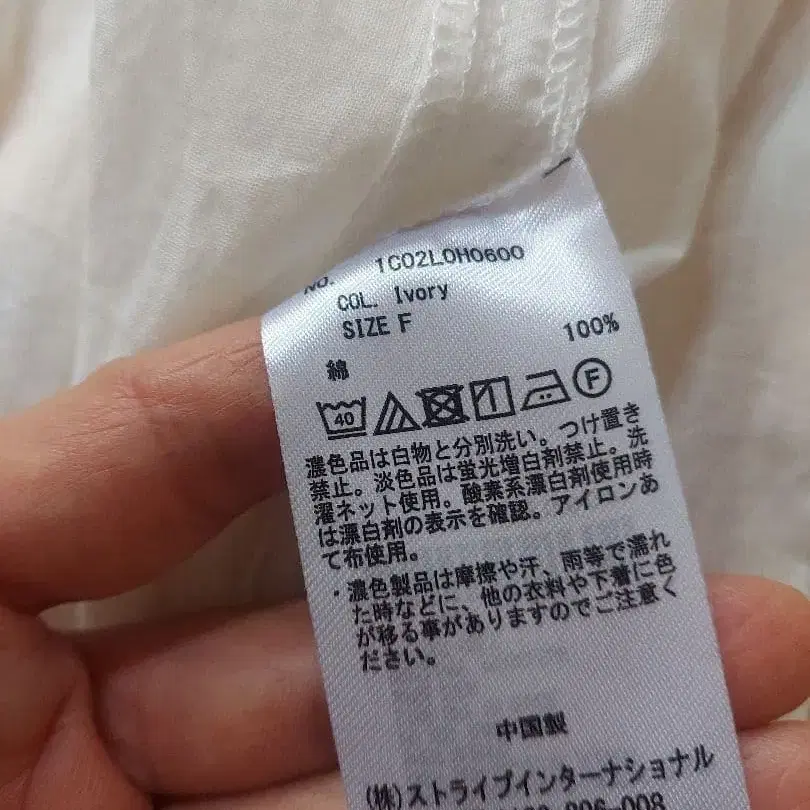 NO. 1C02L0H0600
COL. Ivory
SIZE F
綿 100%
40 F
濃色品は白物と分別洗い。つけ置き
禁止。淡色品は蛍光増白剤禁止。洗
濯ネット使用。酸素系漂白剤使用時
は漂白剤の表示を確認。アイロンあ
て布使用。
・濃色製品は摩擦や汗、雨等で濡れ
た時などに、他の衣料や下着に色
が移る事がありますのでご注意く
ださい。
中国製
(株)ストライプインターナショナル